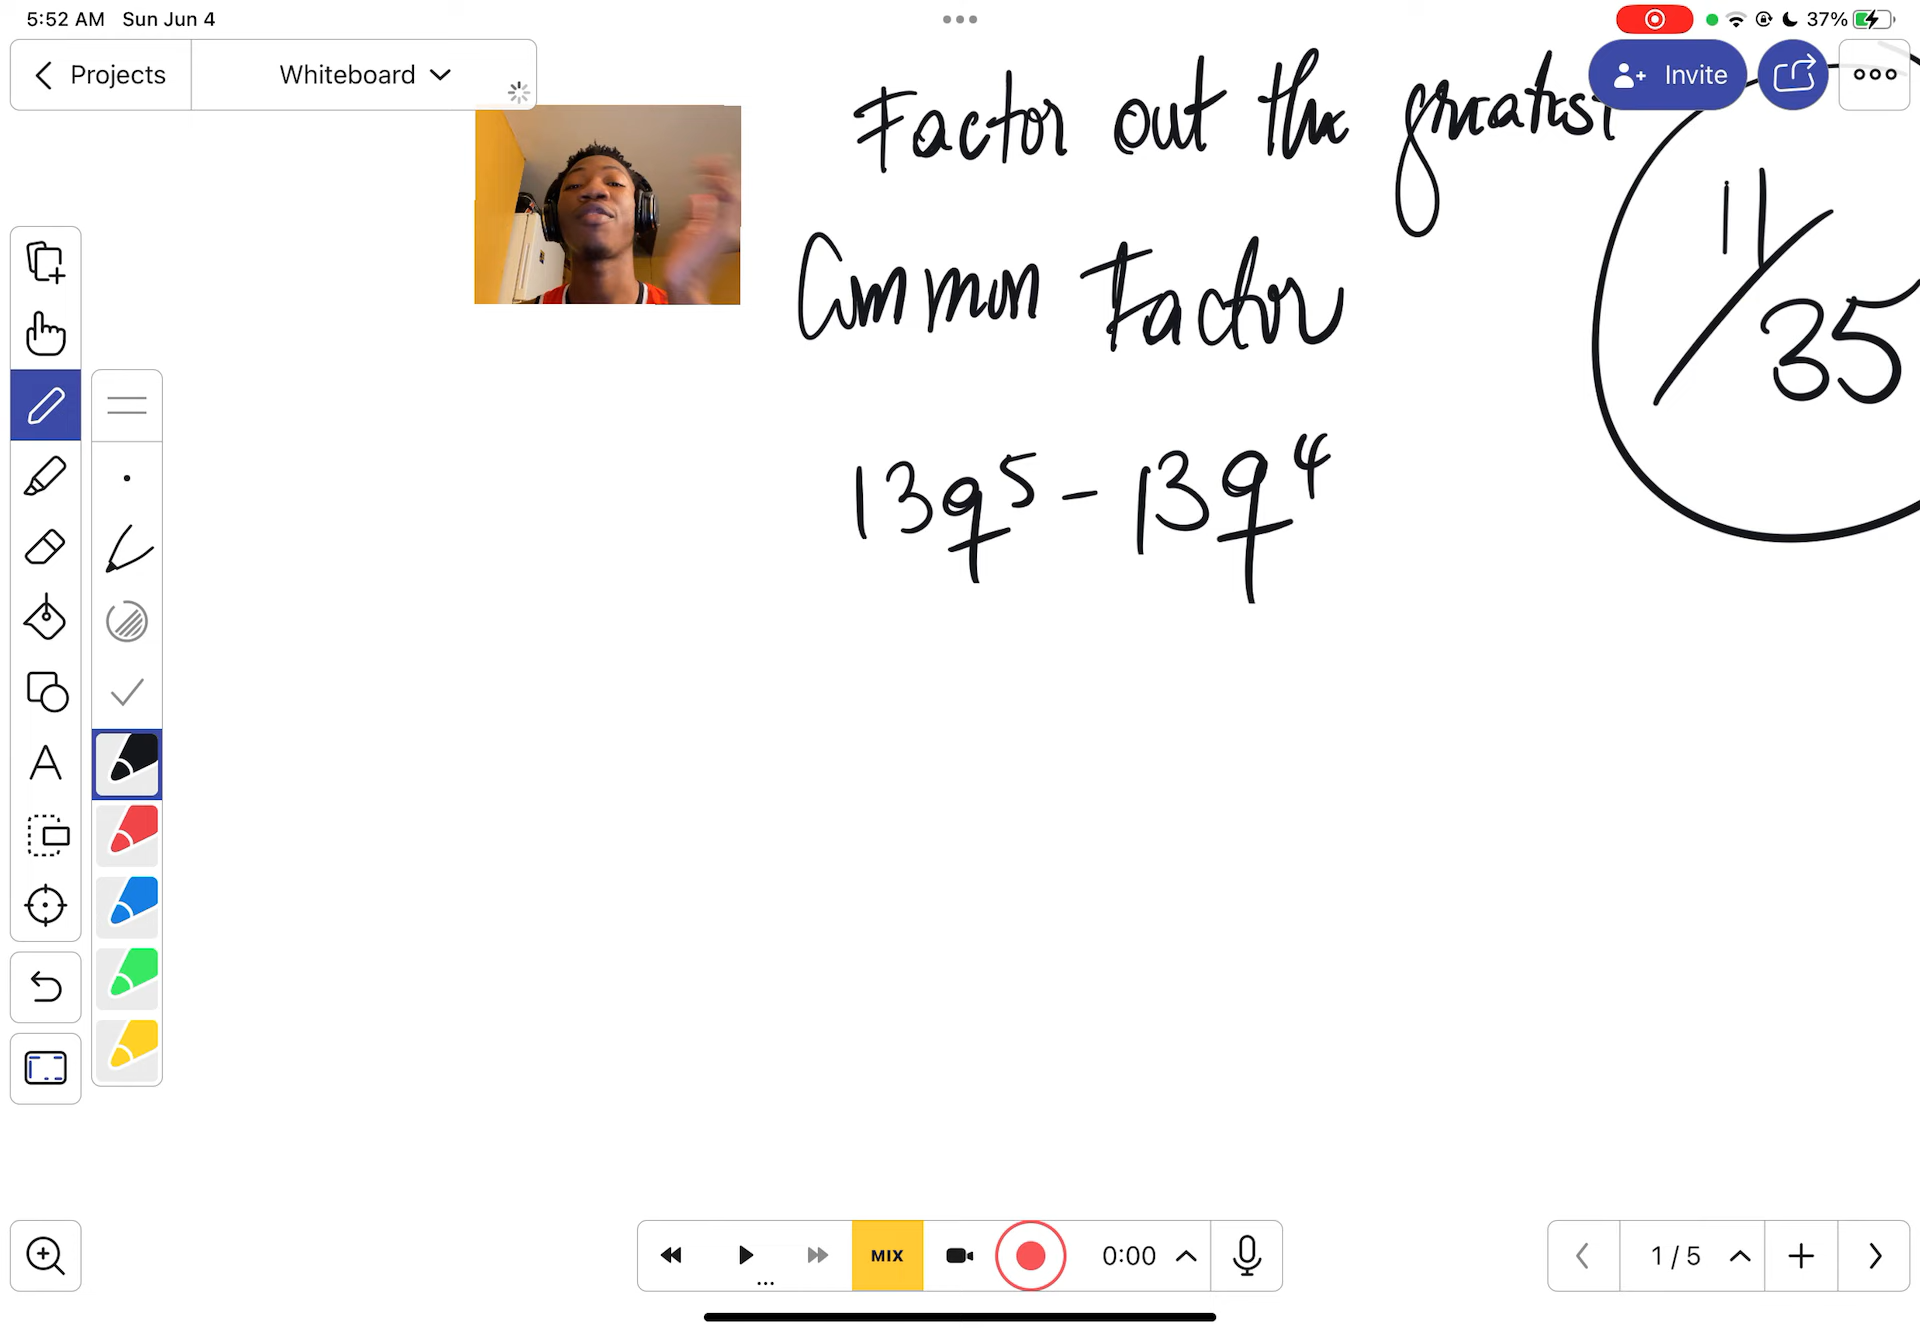 5:52 AM Sun Jun 4
37%
Projects
Whiteboard
Invite
Factor out the greatest
Common Factor
11/35
13q⁵ - 13q⁴
A
MIX
0:00
1 / 5